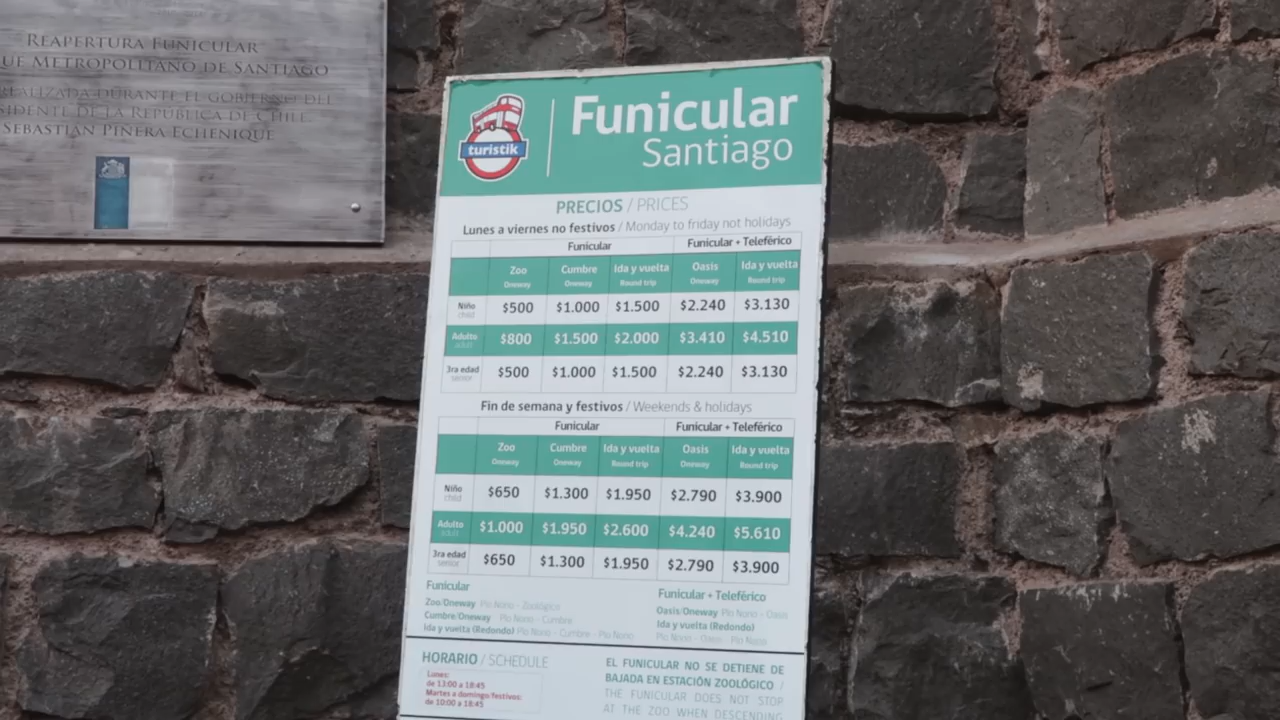 REAPERTURA FUNICULAR
UE METROPOLITANO DE SANTIAGO
REALIZADA DURANTE EL GOBIERNO DEL
SIDENTE DE LA REPÚBLICA DE CHILE
SEBASTIÁN PIÑERA ECHENIQUE
turistik
Funicular
Santiago
PRECIOS / PRICES
Lunes a viernes no festivos / Monday to friday not holidays
Funicular Funicular + Teleférico
Zoo Cumbre Ida y vuelta Oasis Ida y vuelta
Oneway Oneway Round trip Oneway Round trip
Niño $500 $1.000 $1.500 $2.240 $3.130
child
Adulto $800 $1.500 $2.000 $3.410 $4.510
adult
3ra edad $500 $1.000 $1.500 $2.240 $3.130
senior
Fin de semana y festivos / Weekends & holidays
Funicular Funicular + Teleférico
Zoo Cumbre Ida y vuelta Oasis Ida y vuelta
Oneway Oneway Round trip Oneway Round trip
Niño $650 $1.300 $1.950 $2.790 $3.900
child
Adulto $1.000 $1.950 $2.600 $4.240 $5.610
adult
3ra edad $650 $1.300 $1.950 $2.790 $3.900
senior
Funicular
Zoo/Oneway Pío Nono - Zoológico
Cumbre/Oneway Pío Nono - Cumbre
Ida y vuelta (Redondo) Pío Nono - Cumbre - Pío Nono
Funicular + Teleférico
Oasis/Oneway Pío Nono - Oasis
Ida y vuelta (Redondo)
Pío Nono - Oasis - Pío Nono
HORARIO / SCHEDULE
Lunes:
de 13:00 a 18:45
Martes a domingo/festivos:
de 10:00 a 18:45
EL FUNICULAR NO SE DETIENE DE
BAJADA EN ESTACIÓN ZOOLÓGICO /
THE FUNICULAR DOES NOT STOP
AT THE ZOO WHEN DESCENDING